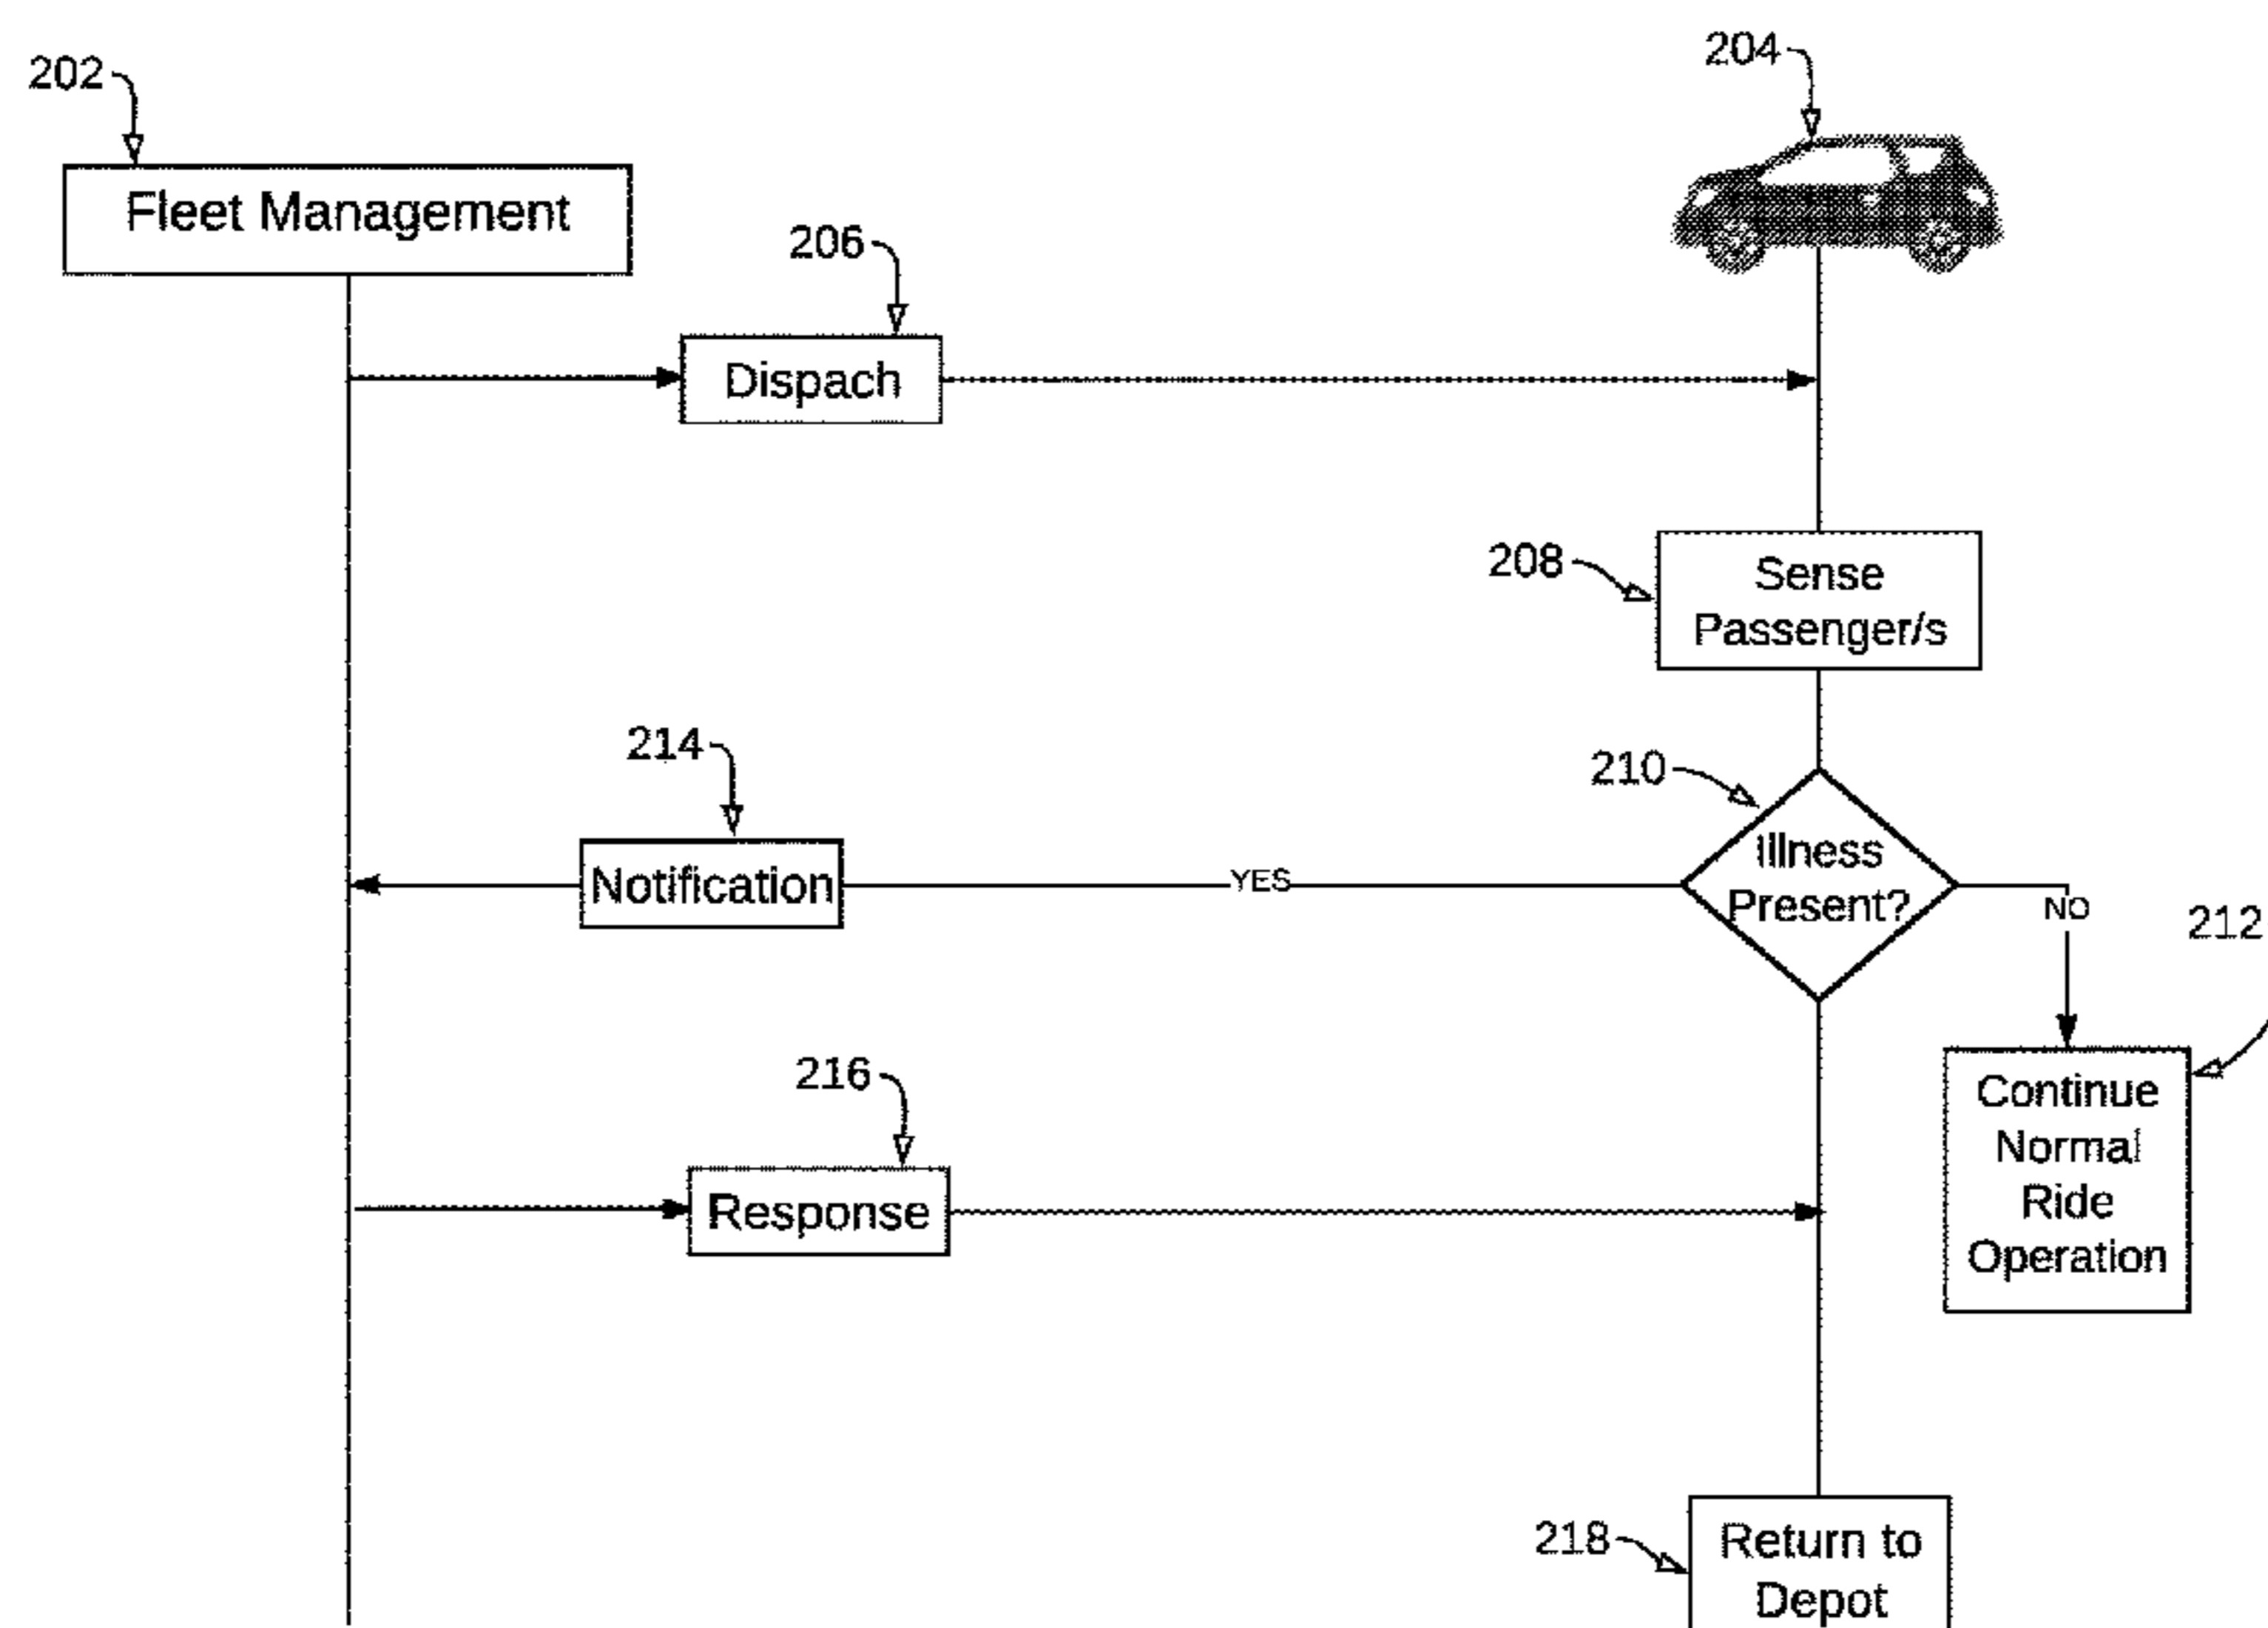 202
204
Fleet Management
206
Dispach
208
Sense
Passenger/s
214
210
Illness
Present?
Notification
YES
NO
212
216
Continue
Normal
Ride
Operation
Response
218
Return to
Depot